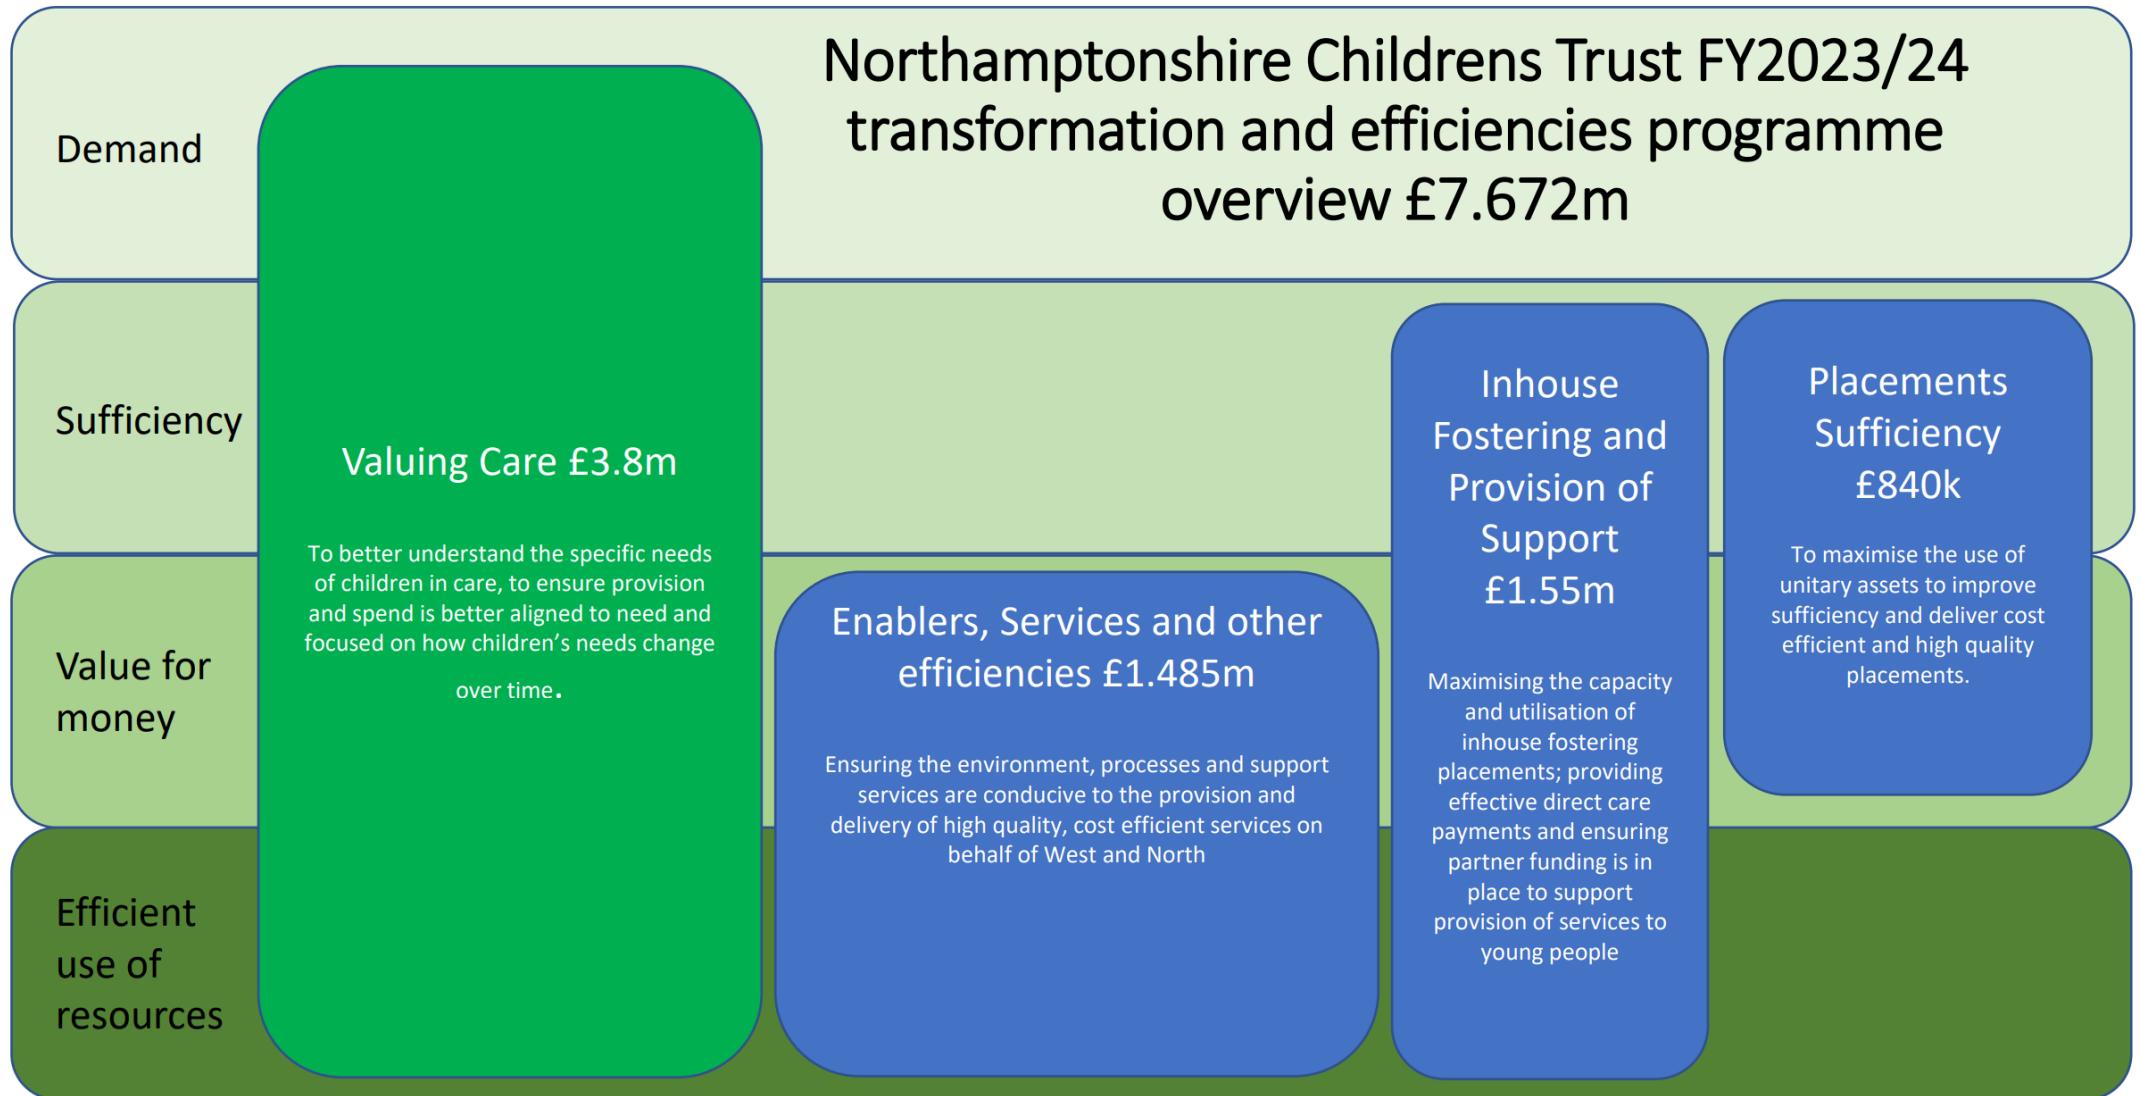 Northamptonshire Childrens Trust FY2023/24
transformation and efficiencies programme
overview £7.672m
Demand
Sufficiency
Value for
money
Efficient
use of
resources
Valuing Care £3.8m
To better understand the specific needs
of children in care, to ensure provision
and spend is better aligned to need and
focused on how children’s needs change
over time.
Enablers, Services and other
efficiencies £1.485m
Ensuring the environment, processes and support
services are conducive to the provision and
delivery of high quality, cost efficient services on
behalf of West and North
Inhouse
Fostering and
Provision of
Support
£1.55m
Maximising the capacity
and utilisation of
inhouse fostering
placements; providing
effective direct care
payments and ensuring
partner funding is in
place to support
provision of services to
young people
Placements
Sufficiency
£840k
To maximise the use of
unitary assets to improve
sufficiency and deliver cost
efficient and high quality
placements.